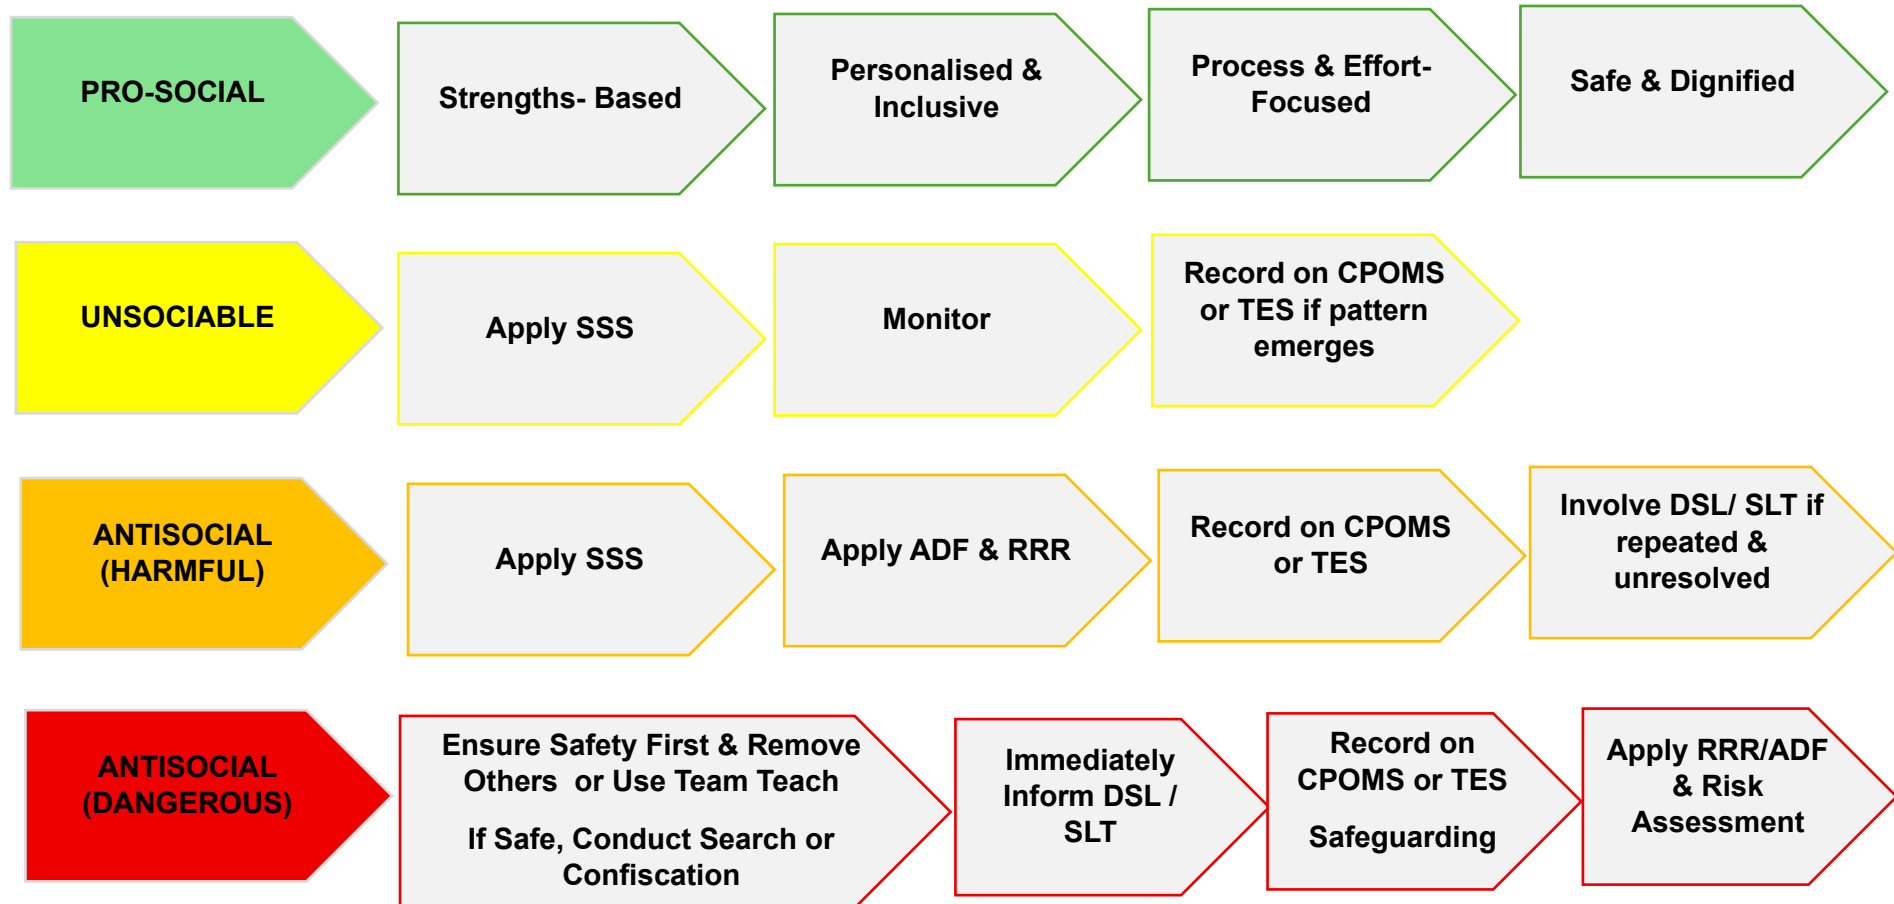 PRO-SOCIAL
Strengths- Based
Personalised &
Inclusive
Process & Effort-
Focused
Safe & Dignified
UNSOCIABLE
Apply SSS
Monitor
Record on CPOMS
or TES if pattern
emerges
ANTISOCIAL
(HARMFUL)
Apply SSS
Apply ADF & RRR
Record on CPOMS
or TES
Involve DSL/ SLT if
repeated &
unresolved
ANTISOCIAL
(DANGEROUS)
Ensure Safety First & Remove
Others or Use Team Teach
If Safe, Conduct Search or
Confiscation
Immediately
Inform DSL /
SLT
Record on
CPOMS or TES
Safeguarding
Apply RRR/ADF
& Risk
Assessment